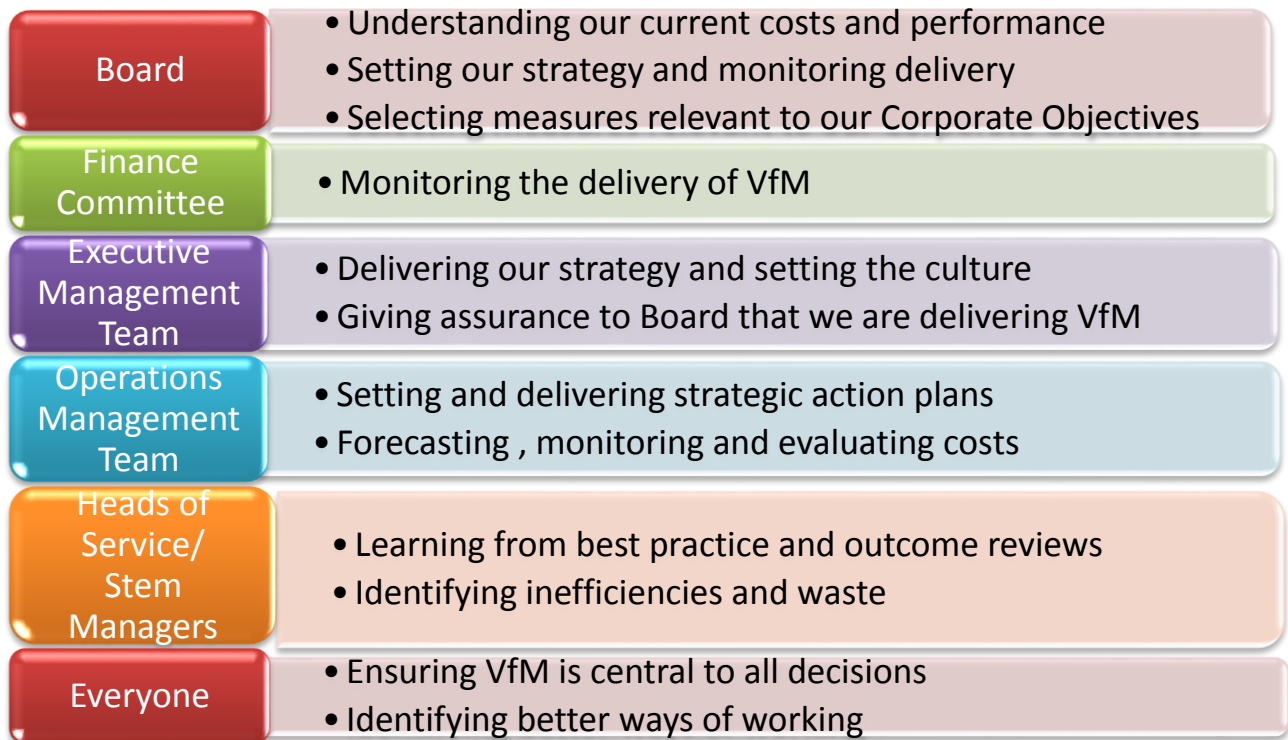 Board
• Understanding our current costs and performance
• Setting our strategy and monitoring delivery
• Selecting measures relevant to our Corporate Objectives
Finance
Committee
• Monitoring the delivery of VfM
Executive
Management
Team
• Delivering our strategy and setting the culture
• Giving assurance to Board that we are delivering VfM
Operations
Management
Team
• Setting and delivering strategic action plans
• Forecasting , monitoring and evaluating costs
Heads of
Service/
Stem
Managers
• Learning from best practice and outcome reviews
• Identifying inefficiencies and waste
Everyone
• Ensuring VfM is central to all decisions
• Identifying better ways of working